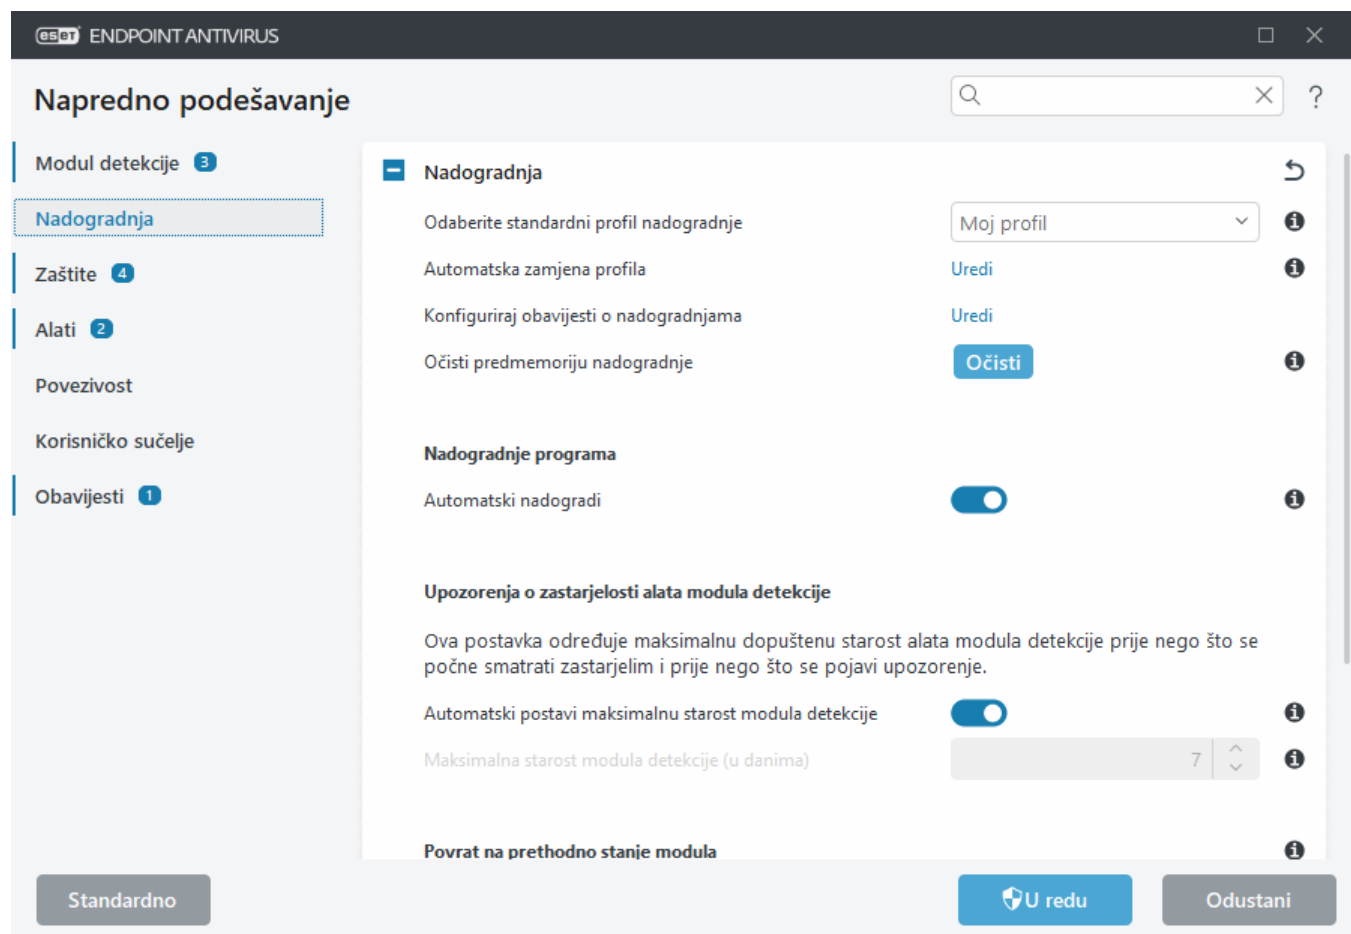 eset ENDPOINT ANTIVIRUS
Napredno podešavanje
?
Modul detekcije 3
Nadogradnja
Zaštite 4
Alati 2
Povezivost
Korisničko sučelje
Obavijesti 1
Nadogradnja
Odaberite standardni profil nadogradnje
Moj profil
Automatska zamjena profila
Uredi
Konfiguriraj obavijesti o nadogradnjama
Uredi
Očisti predmemoriju nadogradnje
Očisti
Nadogradnje programa
Automatski nadogradi
Upozorenja o zastarjelosti alata modula detekcije
Ova postavka određuje maksimalnu dopuštenu starost alata modula detekcije prije nego što se
počne smatrati zastarjelim i prije nego što se pojavi upozorenje.
Automatski postavi maksimalnu starost modula detekcije
Maksimalna starost modula detekcije (u danima)
7
Povrat na prethodno stanje modula
Standardno
U redu
Odustani